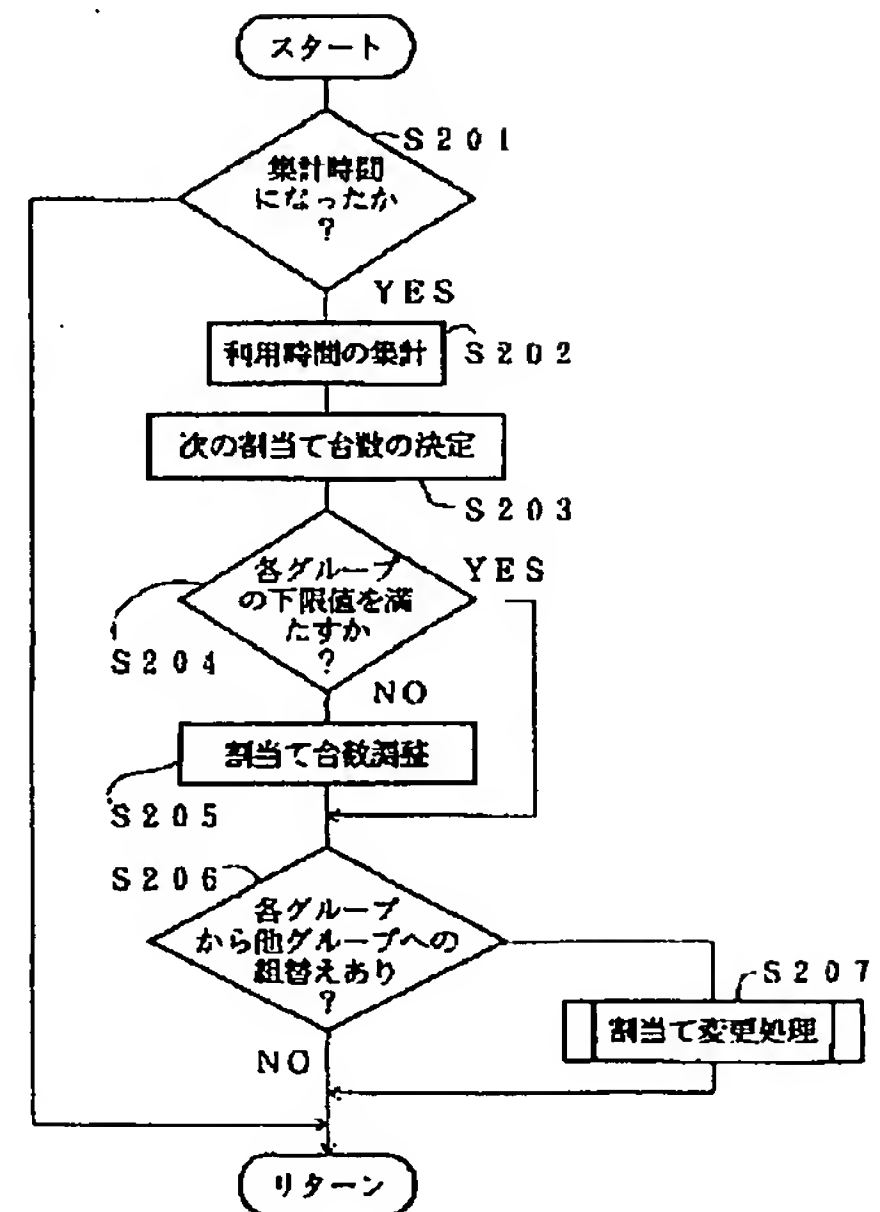 スタート
S201
集計時間
になったか
?
YES
利用時間の集計
S202
次の割当て台数の決定
S203
各グループ
の下限値を満
たすか
?
YES
S204
NO
割当て台数調整
S205
S206
各グループ
から他グループへの
組替えあり
?
S207
割当て変更処理
NO
リターン